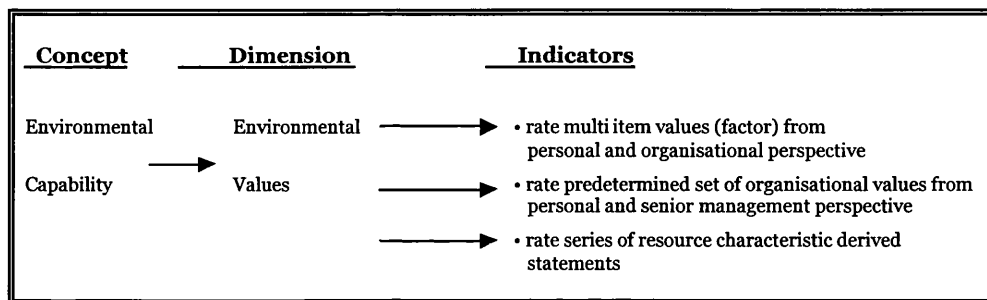 Concept Dimension Indicators
Environmental Environmental • rate multi item values (factor) from
personal and organisational perspective
Capability Values • rate predetermined set of organisational values from
personal and senior management perspective
• rate series of resource characteristic derived
statements